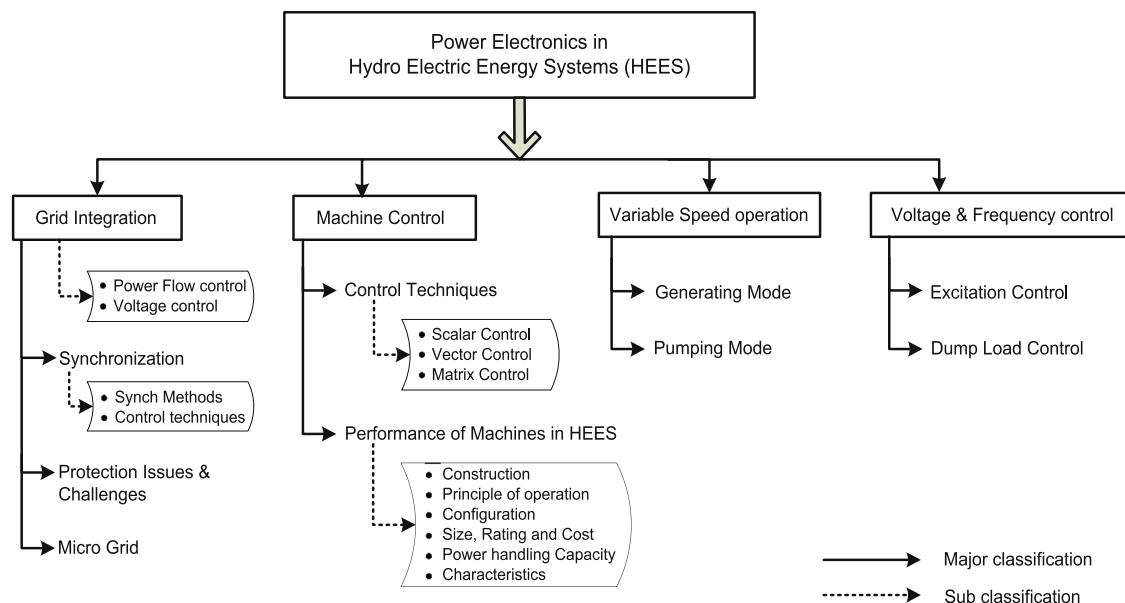 Power Electronics in
Hydro Electric Energy Systems (HEES)
Grid Integration
Power Flow control
Voltage control
Synchronization
Synch Methods
Control techniques
Protection Issues &
Challenges
Micro Grid
Machine Control
Control Techniques
Scalar Control
Vector Control
Matrix Control
Performance of Machines in HEES
Construction
Principle of operation
Configuration
Size, Rating and Cost
Power handling Capacity
Characteristics
Variable Speed operation
Generating Mode
Pumping Mode
Voltage & Frequency control
Excitation Control
Dump Load Control
Major classification
Sub classification